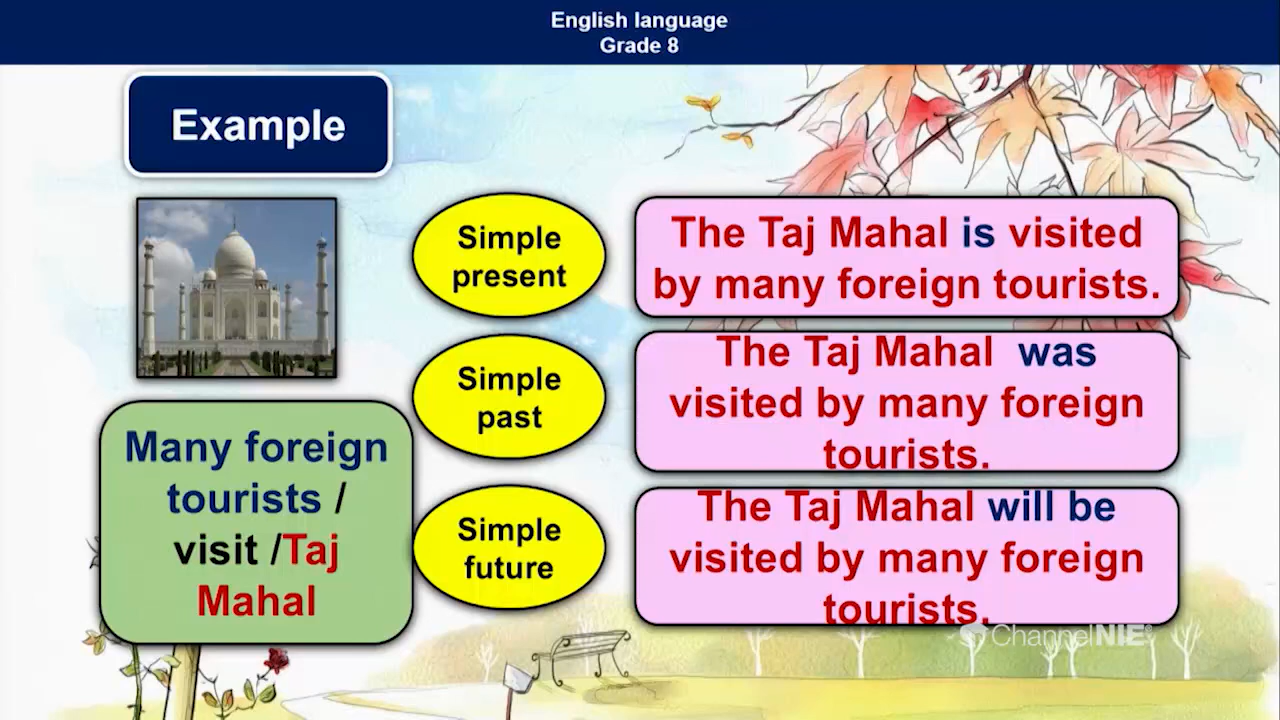 English language
Grade 8
Example
Simple
present
The Taj Mahal is visited
by many foreign tourists.
Simple
past
The Taj Mahal was
visited by many foreign
tourists.
Many foreign
tourists /
visit /Taj
Mahal
Simple
future
The Taj Mahal will be
visited by many foreign
tourists.
ChannelNIE®